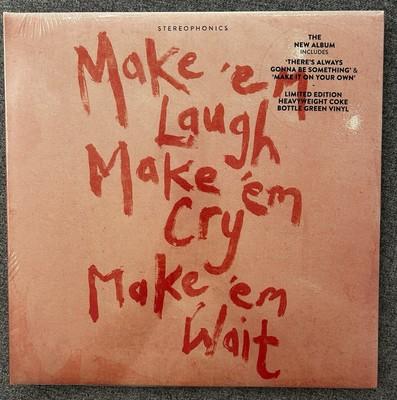 STEREOPHONICS
Make 'em
Laugh
Make 'em
Cry
Make 'em
Wait
THE
NEW ALBUM
INCLUDES
'THERE'S ALWAYS
GONNA BE SOMETHING' &
'MAKE IT ON YOUR OWN'
-
LIMITED EDITION
HEAVYWEIGHT COKE
BOTTLE GREEN VINYL